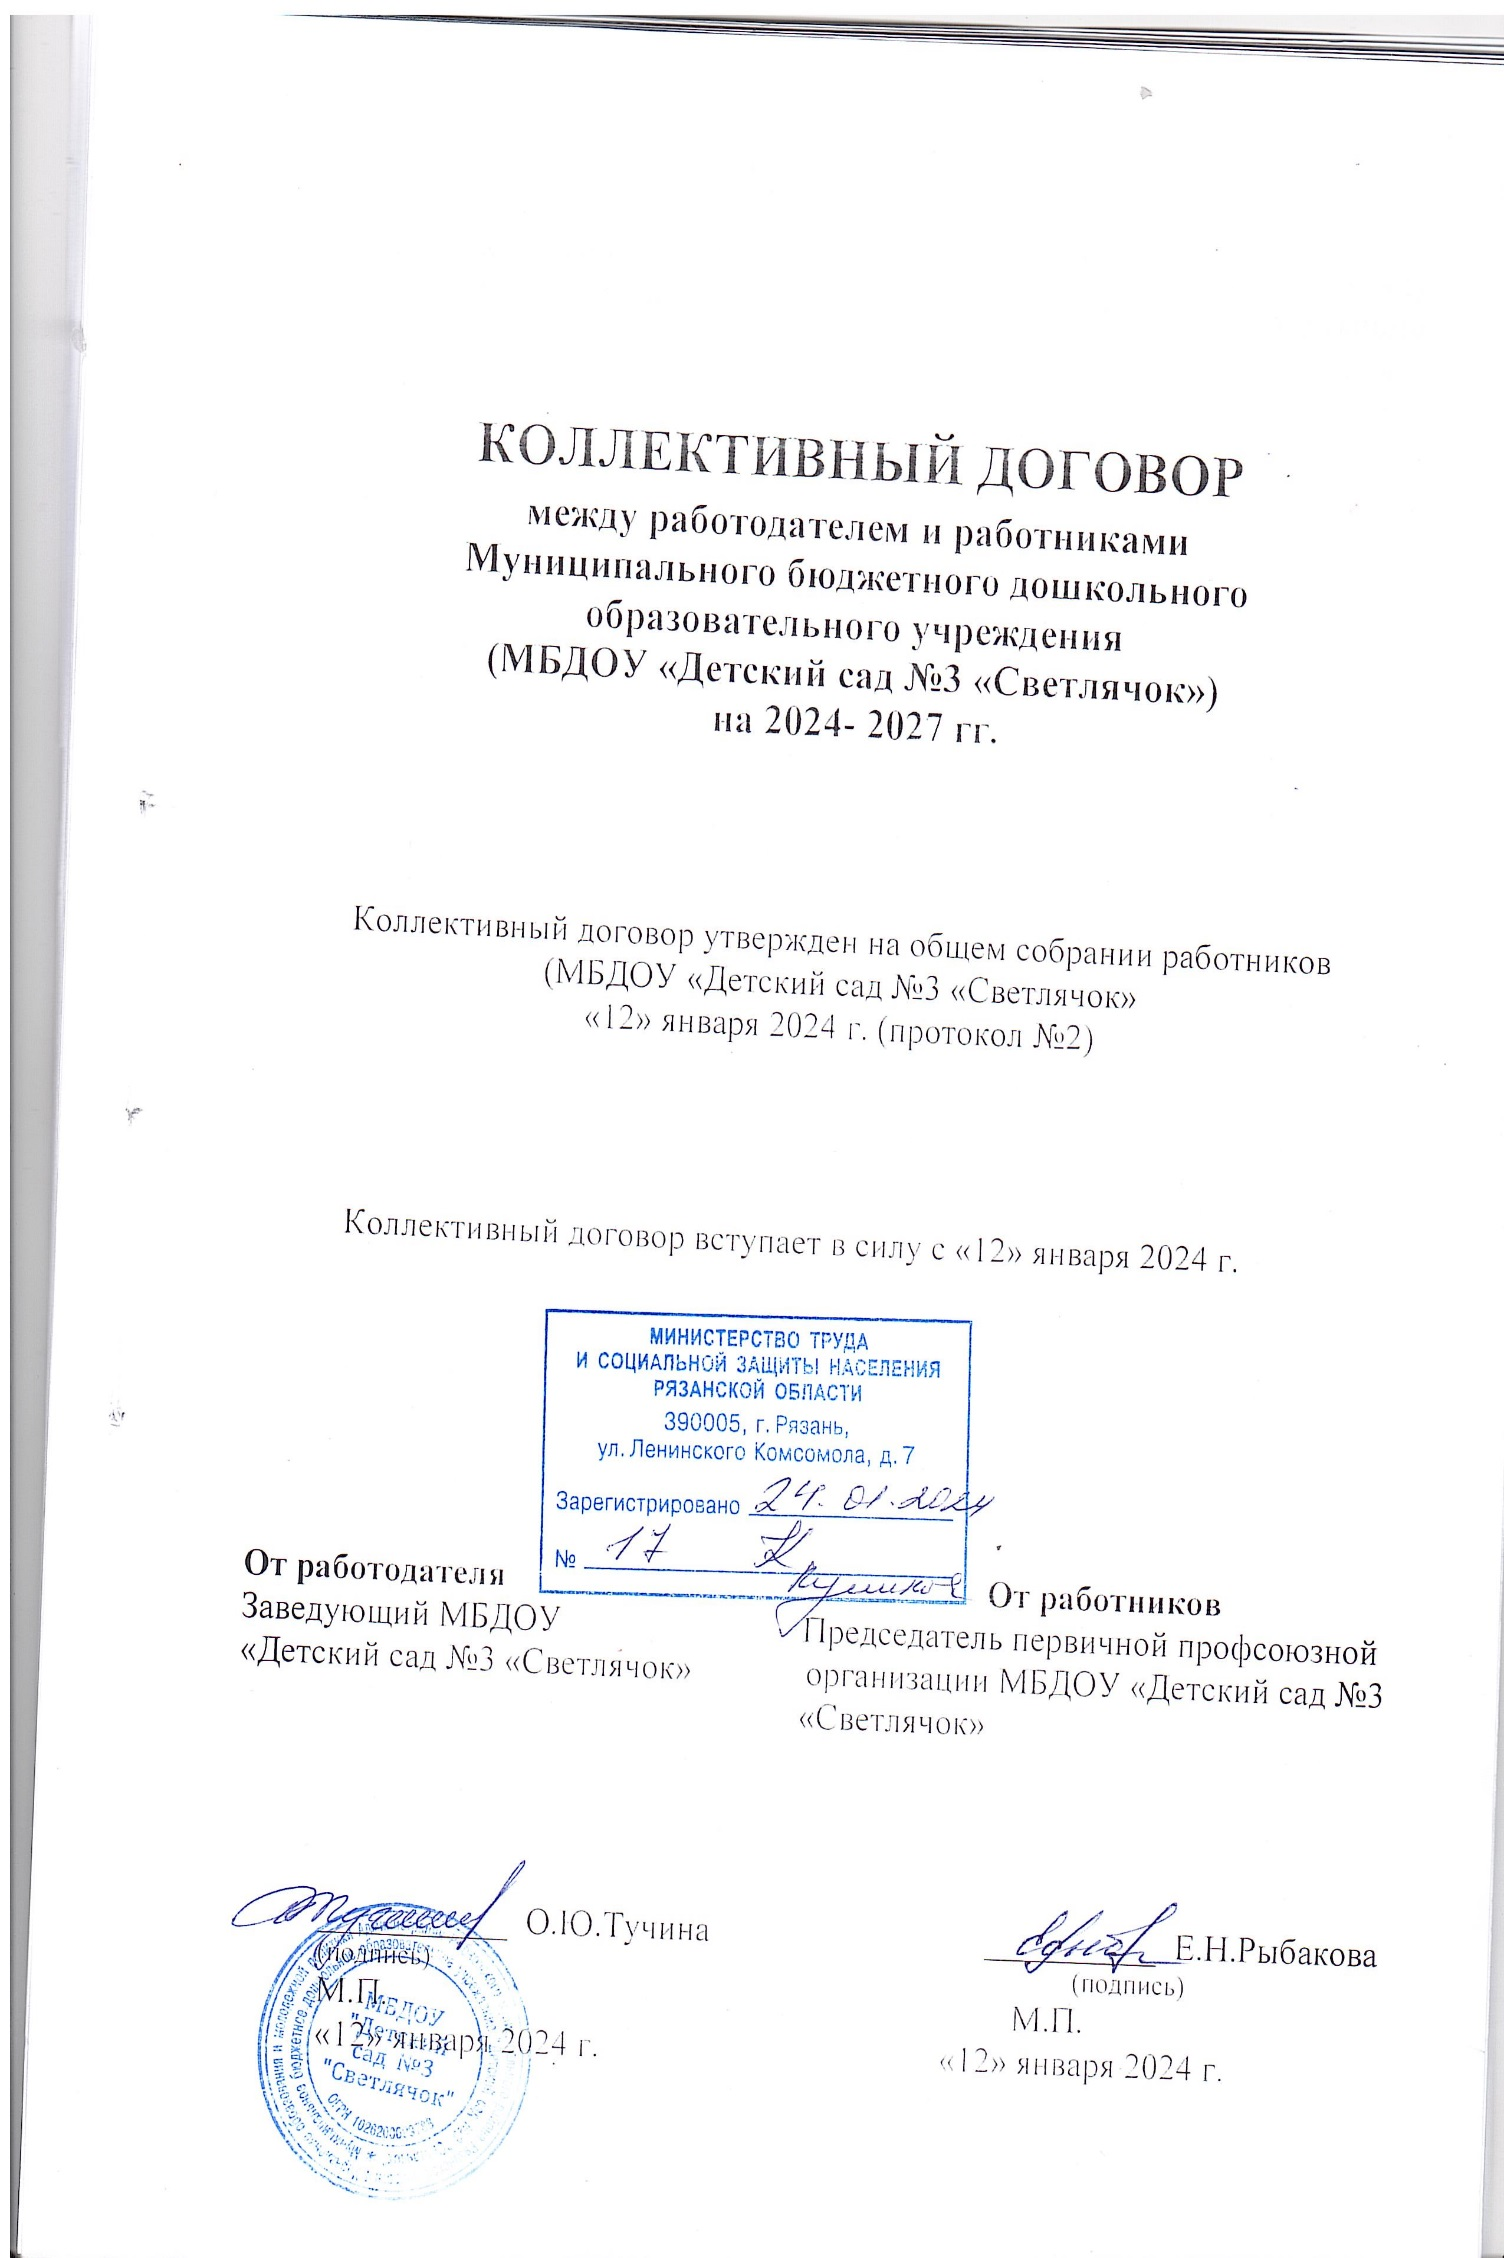 КОЛЛЕКТИВНЫЙ ДОГОВОР
между работодателем и работниками
Муниципального бюджетного дошкольного
образовательного учреждения
(МБДОУ «Детский сад №3 «Светлячок»)
на 2024- 2027 гг.
Коллективный договор утвержден на общем собрании работников
(МБДОУ «Детский сад №3 «Светлячок»
«12» января 2024 г. (протокол №2)
Коллективный договор вступает в силу с «12» января 2024 г.
МИНИСТЕРСТВО ТРУДА
И СОЦИАЛЬНОЙ ЗАЩИТЫ НАСЕЛЕНИЯ
РЯЗАНСКОЙ ОБЛАСТИ
390005, г. Рязань,
ул. Ленинского Комсомола, д. 7
Зарегистрировано 24.01.2024
№ 17
От работодателя
Заведующий МБДОУ
«Детский сад №3 «Светлячок»
От работников
Председатель первичной профсоюзной
организации МБДОУ «Детский сад №3
«Светлячок»
О.Ю.Тучина
(подпись)
М.П.
«12» января 2024 г.
МБДОУ
"Детский
сад №3
"Светлячок"
Е.Н.Рыбакова
(подпись)
М.П.
«12» января 2024 г.